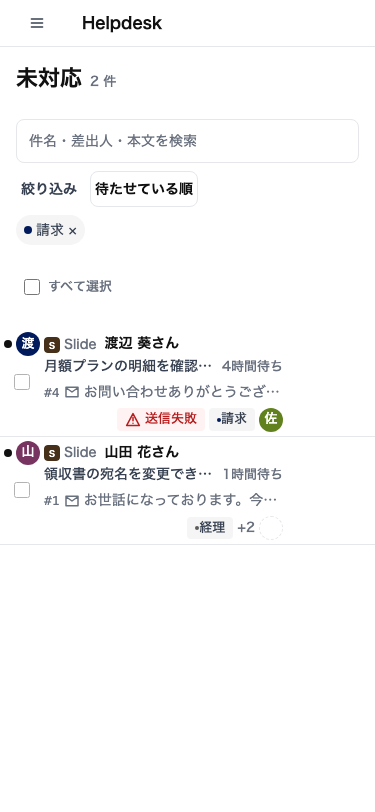 Helpdesk
未対応 2 件
件名・差出人・本文を検索
絞り込み 待たせている順
請求 ×
すべて選択
渡 s Slide 渡辺 葵さん
月額プランの明細を確認… 4時間待ち
#4 お問い合わせありがとうござ…
送信失敗 •請求 佐
山 s Slide 山田 花さん
領収書の宛名を変更でき… 1時間待ち
#1 お世話になっております。今…
•経理 +2